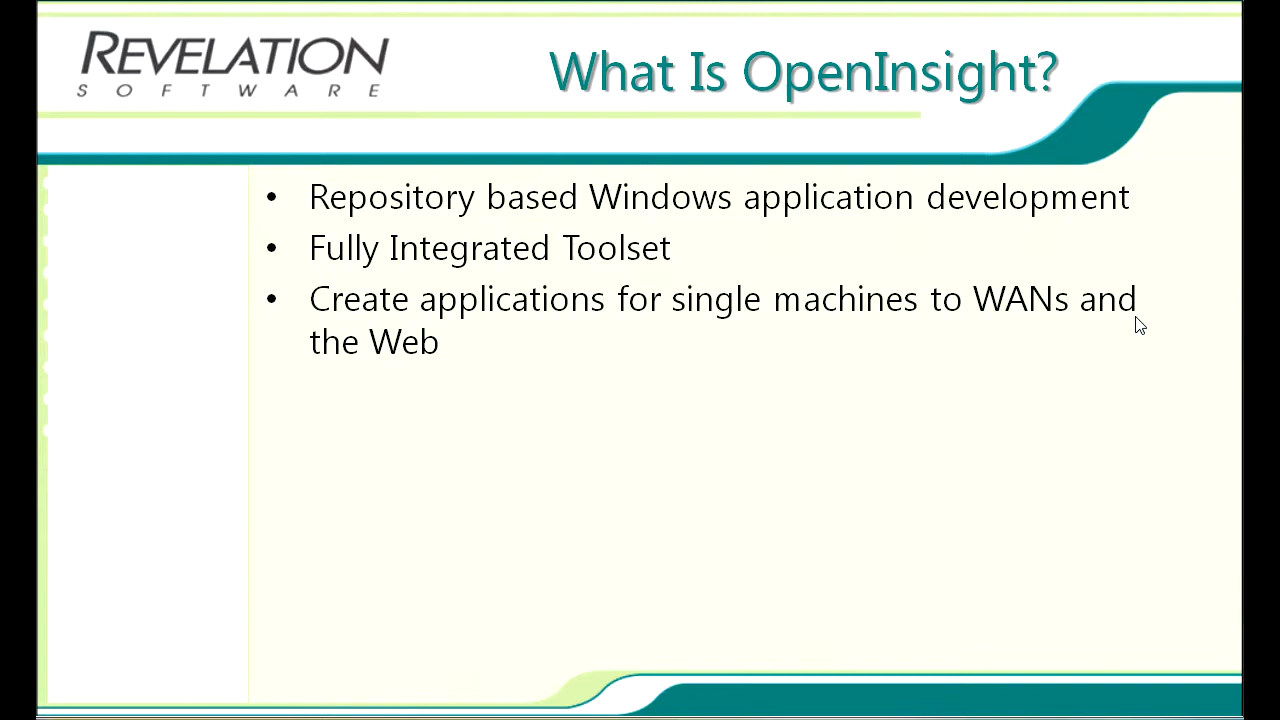 REVELATION
SOFTWARE
What Is OpenInsight?
• Repository based Windows application development
• Fully Integrated Toolset
• Create applications for single machines to WANs and
the Web